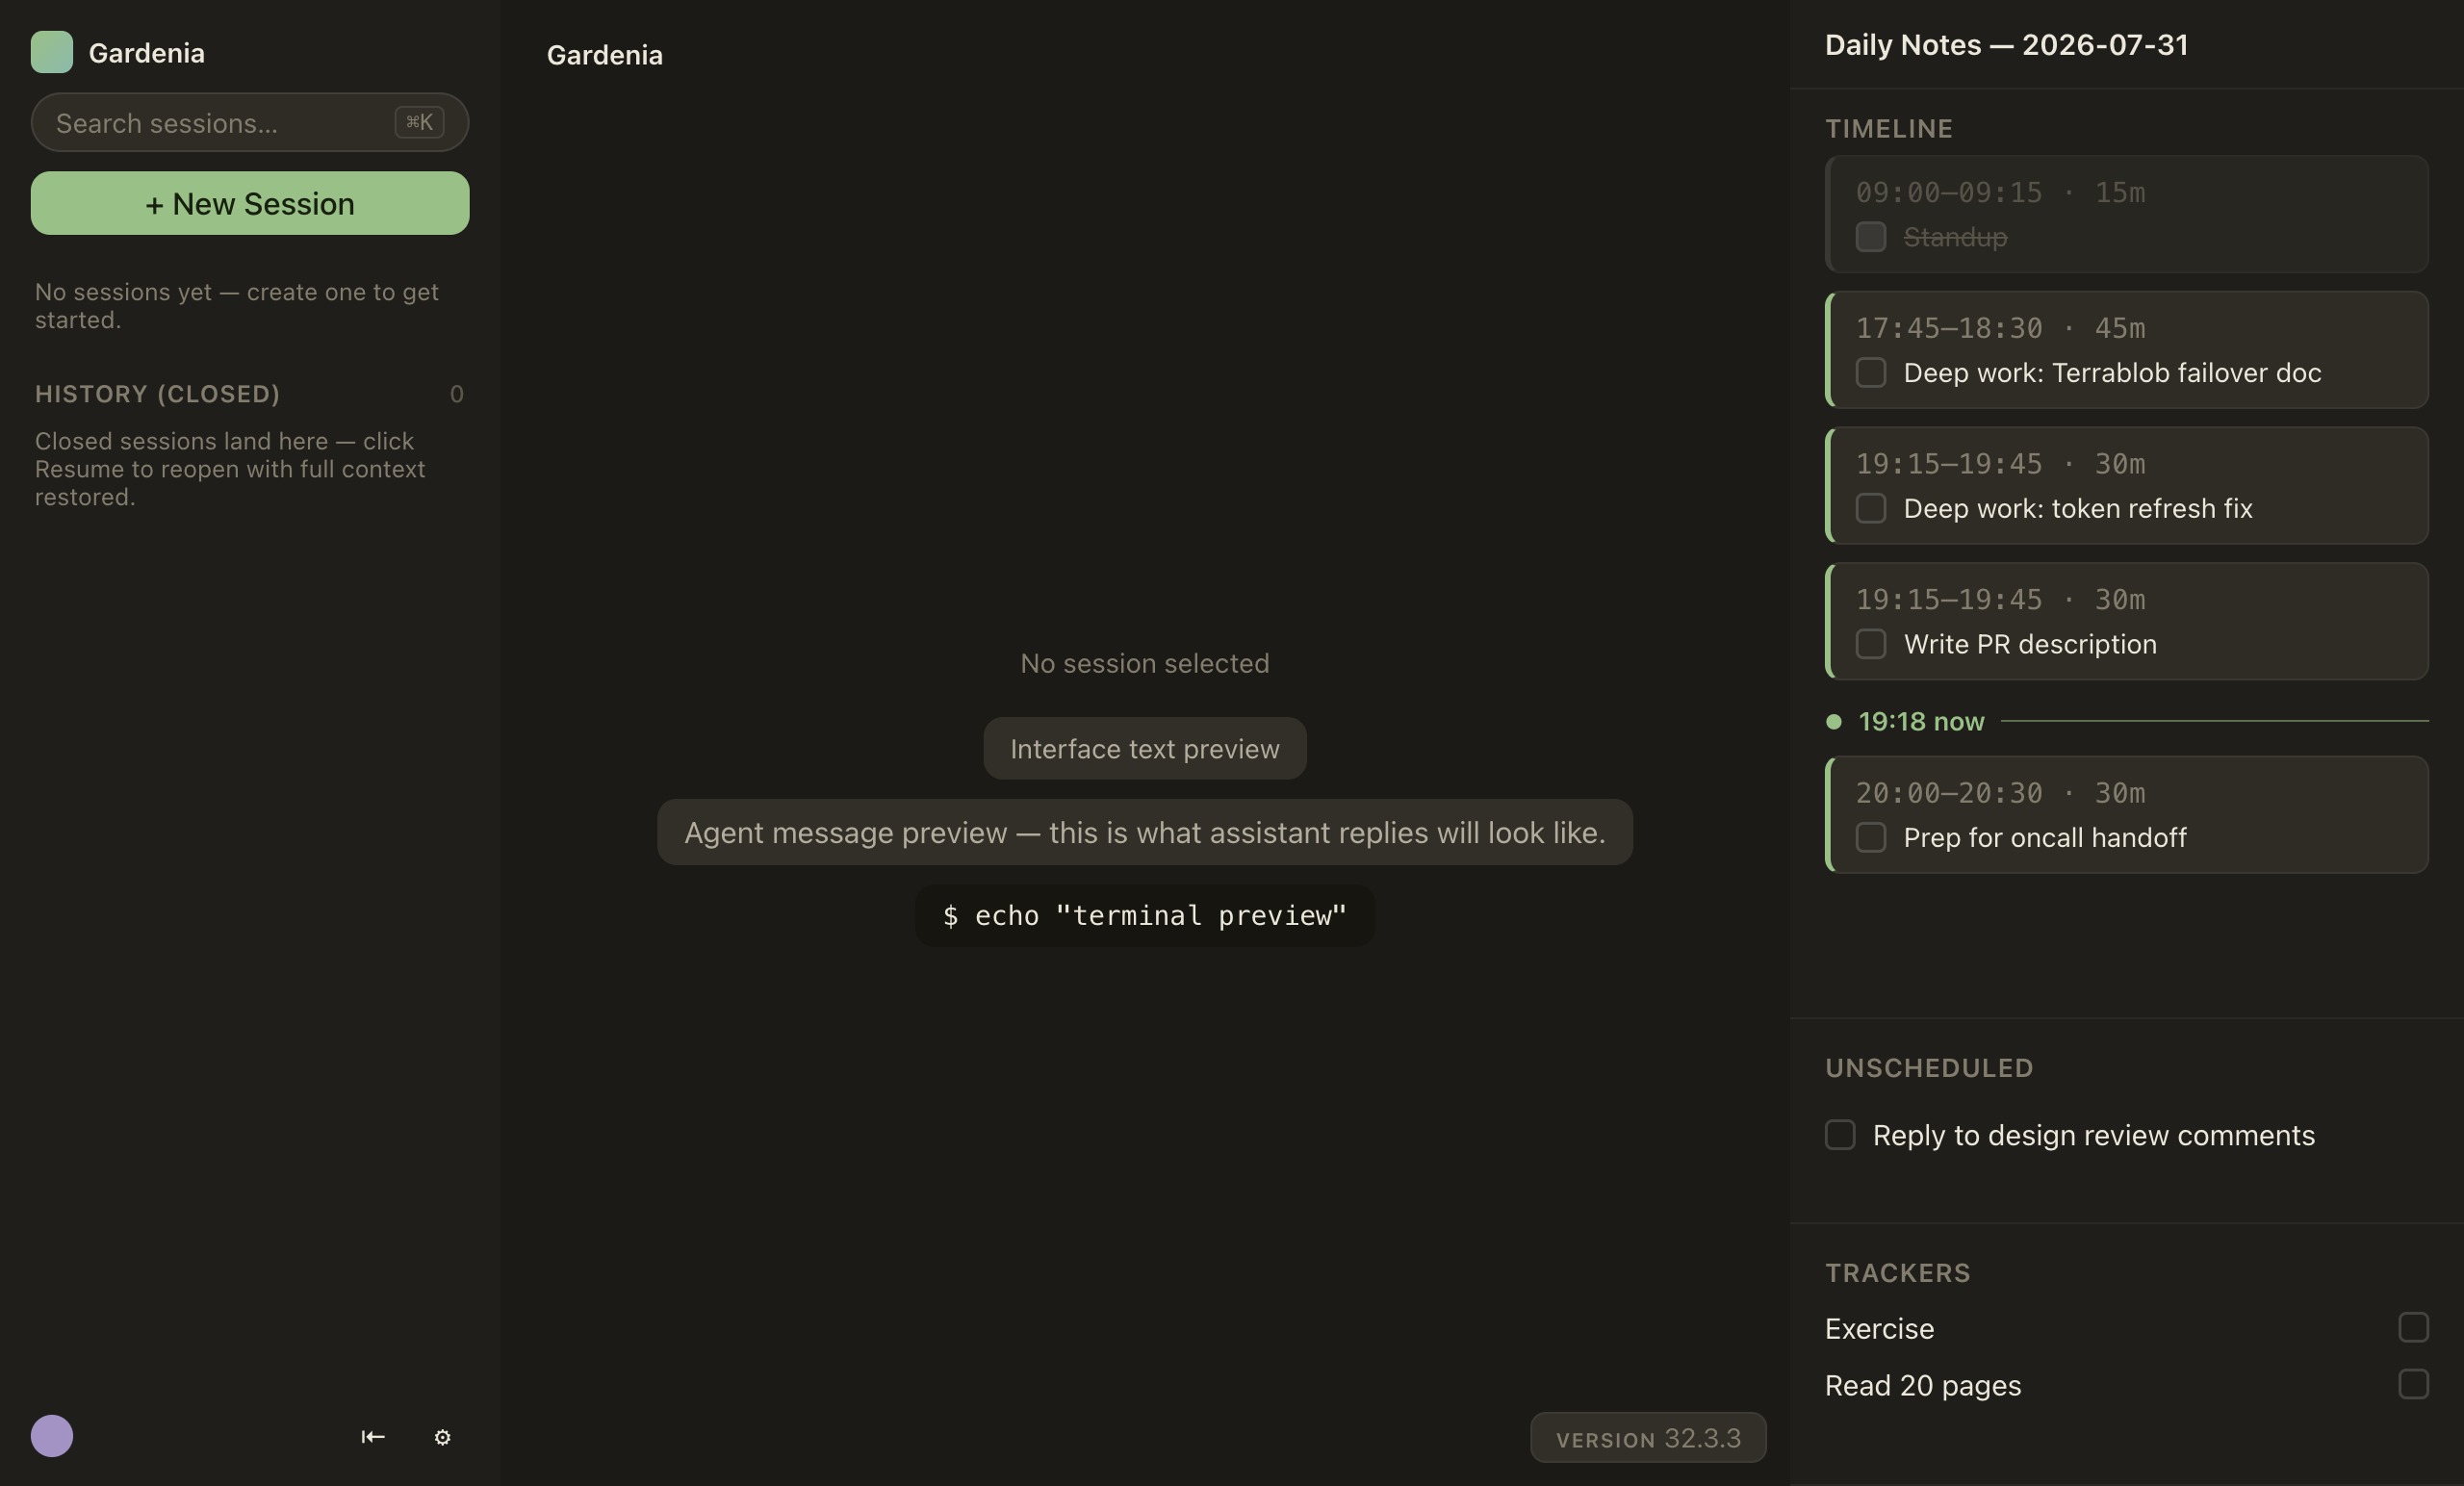 Gardenia
Search sessions...
⌘K
+ New Session
No sessions yet — create one to get
started.
HISTORY (CLOSED) 0
Closed sessions land here — click
Resume to reopen with full context
restored.
Gardenia
No session selected
Interface text preview
Agent message preview — this is what assistant replies will look like.
$ echo "terminal preview"
VERSION 32.3.3
Daily Notes — 2026-07-31
TIMELINE
09:00–09:15 · 15m
Standup
17:45–18:30 · 45m
Deep work: Terrablob failover doc
19:15–19:45 · 30m
Deep work: token refresh fix
19:15–19:45 · 30m
Write PR description
19:18 now
20:00–20:30 · 30m
Prep for oncall handoff
UNSCHEDULED
Reply to design review comments
TRACKERS
Exercise
Read 20 pages